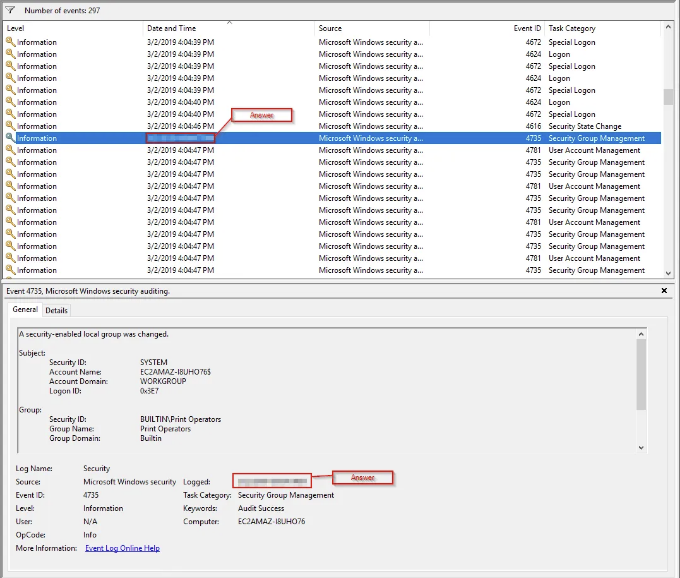 Number of events: 297
Level Date and Time Source Event ID Task Category
Information 3/2/2019 4:04:39 PM Microsoft Windows security a... 4672 Special Logon
Information 3/2/2019 4:04:39 PM Microsoft Windows security a... 4624 Logon
Information 3/2/2019 4:04:39 PM Microsoft Windows security a... 4672 Special Logon
Information 3/2/2019 4:04:39 PM Microsoft Windows security a... 4624 Logon
Information 3/2/2019 4:04:40 PM Microsoft Windows security a... 4672 Special Logon
Information 3/2/2019 4:04:40 PM Microsoft Windows security a... 4624 Logon
Information 3/2/2019 4:04:40 PM Microsoft Windows security a... 4672 Special Logon
Answer
Information 3/2/2019 4:04:46 PM Microsoft Windows security a... 4616 Security State Change
Information Microsoft Windows security a... 4735 Security Group Management
Information 3/2/2019 4:04:47 PM Microsoft Windows security a... 4781 User Account Management
Information 3/2/2019 4:04:47 PM Microsoft Windows security a... 4735 Security Group Management
Information 3/2/2019 4:04:47 PM Microsoft Windows security a... 4735 Security Group Management
Information 3/2/2019 4:04:47 PM Microsoft Windows security a... 4781 User Account Management
Information 3/2/2019 4:04:47 PM Microsoft Windows security a... 4735 Security Group Management
Information 3/2/2019 4:04:47 PM Microsoft Windows security a... 4781 User Account Management
Information 3/2/2019 4:04:47 PM Microsoft Windows security a... 4735 Security Group Management
Information 3/2/2019 4:04:47 PM Microsoft Windows security a... 4735 Security Group Management
Information 3/2/2019 4:04:47 PM Microsoft Windows security a... 4735 Security Group Management
Information 3/2/2019 4:04:47 PM Microsoft Windows security a... 4781 User Account Management
Information 3/2/2019 4:04:47 PM Microsoft Windows security a... 4735 Security Group Management
Event 4735, Microsoft Windows security auditing.
General Details
A security-enabled local group was changed.
Subject:
Security ID: SYSTEM
Account Name: EC2AMAZ-I8UHO76$
Account Domain: WORKGROUP
Logon ID: 0x3E7
Group:
Security ID: BUILTIN\Print Operators
Group Name: Print Operators
Group Domain: Builtin
Log Name: Security
Source: Microsoft Windows security Logged: Answer
Event ID: 4735 Task Category: Security Group Management
Level: Information Keywords: Audit Success
User: N/A Computer: EC2AMAZ-I8UHO76
OpCode: Info
More Information: Event Log Online Help